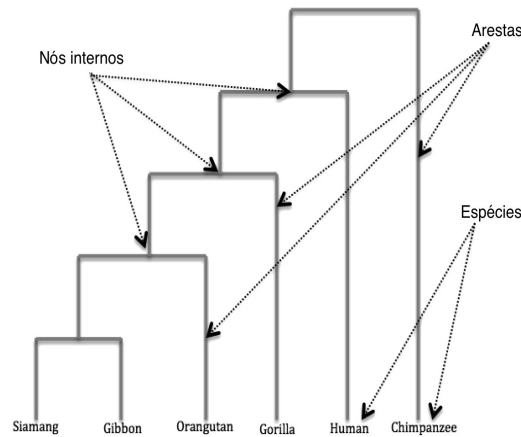 Arestas
Nós internos
Espécies
Siamang Gibbon Orangutan Gorilla Human Chimpanzee